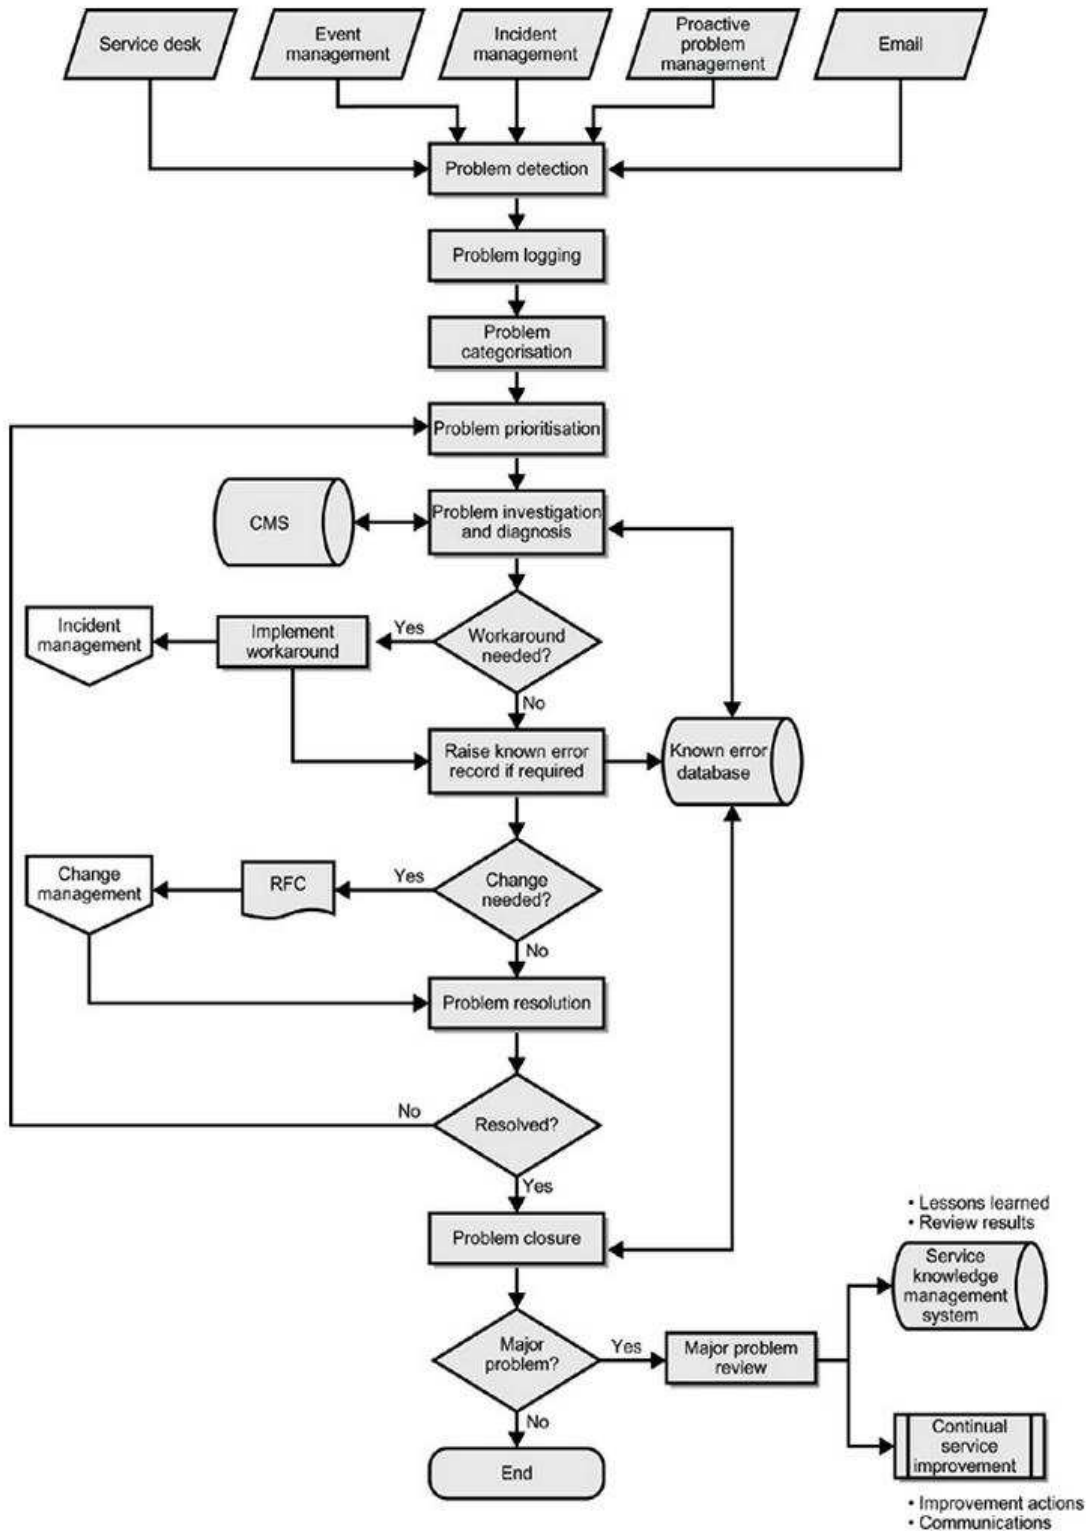 Service desk
Event
management
Incident
management
Proactive
problem
management
Email
Problem detection
Problem logging
Problem
categorisation
Problem prioritisation
CMS
Problem investigation
and diagnosis
Incident
management
Implement
workaround
Yes
Workaround
needed?
No
Raise known error
record if required
Known error
database
Change
management
RFC
Yes
Change
needed?
No
Problem resolution
No
Resolved?
Yes
Problem closure
• Lessons learned
• Review results
Service
knowledge
management
system
Major
problem?
Yes
Major problem
review
No
Continual
service
improvement
End
• Improvement actions
• Communications